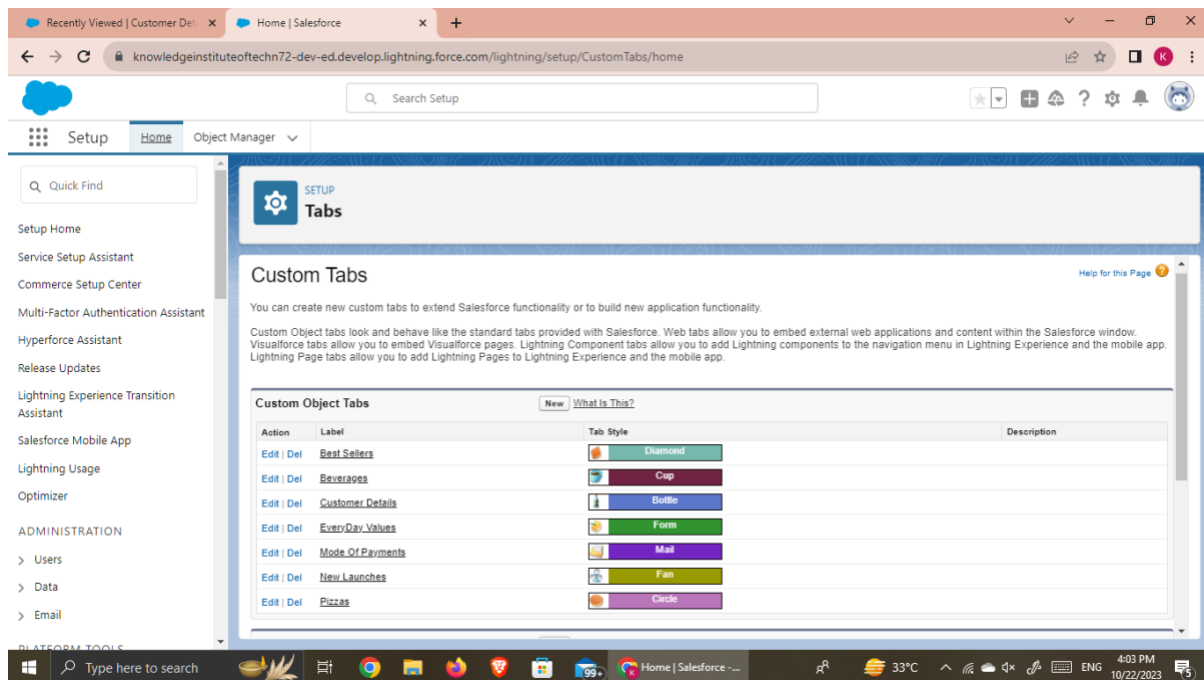 Recently Viewed | Customer Det
Home | Salesforce
knowledgeinstituteoftechn72-dev-ed.develop.lightning.force.com/lightning/setup/CustomTabs/home
K
Search Setup
Setup
Home
Object Manager
Quick Find
Setup Home
Service Setup Assistant
Commerce Setup Center
Multi-Factor Authentication Assistant
Hyperforce Assistant
Release Updates
Lightning Experience Transition
Assistant
Salesforce Mobile App
Lightning Usage
Optimizer
ADMINISTRATION
Users
Data
Email
PLATFORM TOOLS
SETUP
Tabs
Custom Tabs
Help for this Page
You can create new custom tabs to extend Salesforce functionality or to build new application functionality.
Custom Object tabs look and behave like the standard tabs provided with Salesforce. Web tabs allow you to embed external web applications and content within the Salesforce window.
Visualforce tabs allow you to embed Visualforce pages. Lightning Component tabs allow you to add Lightning components to the navigation menu in Lightning Experience and the mobile app.
Lightning Page tabs allow you to add Lightning Pages to Lightning Experience and the mobile app.
Custom Object Tabs New What Is This?
Action Label Tab Style Description
Edit | Del Best Sellers Diamond
Edit | Del Beverages Cup
Edit | Del Customer Details Bottle
Edit | Del EveryDay Values Form
Edit | Del Mode Of Payments Mail
Edit | Del New Launches Fan
Edit | Del Pizzas Circle
Type here to search
99+
Home | Salesforce -...
33°C
ENG
4:03 PM
10/22/2023
5